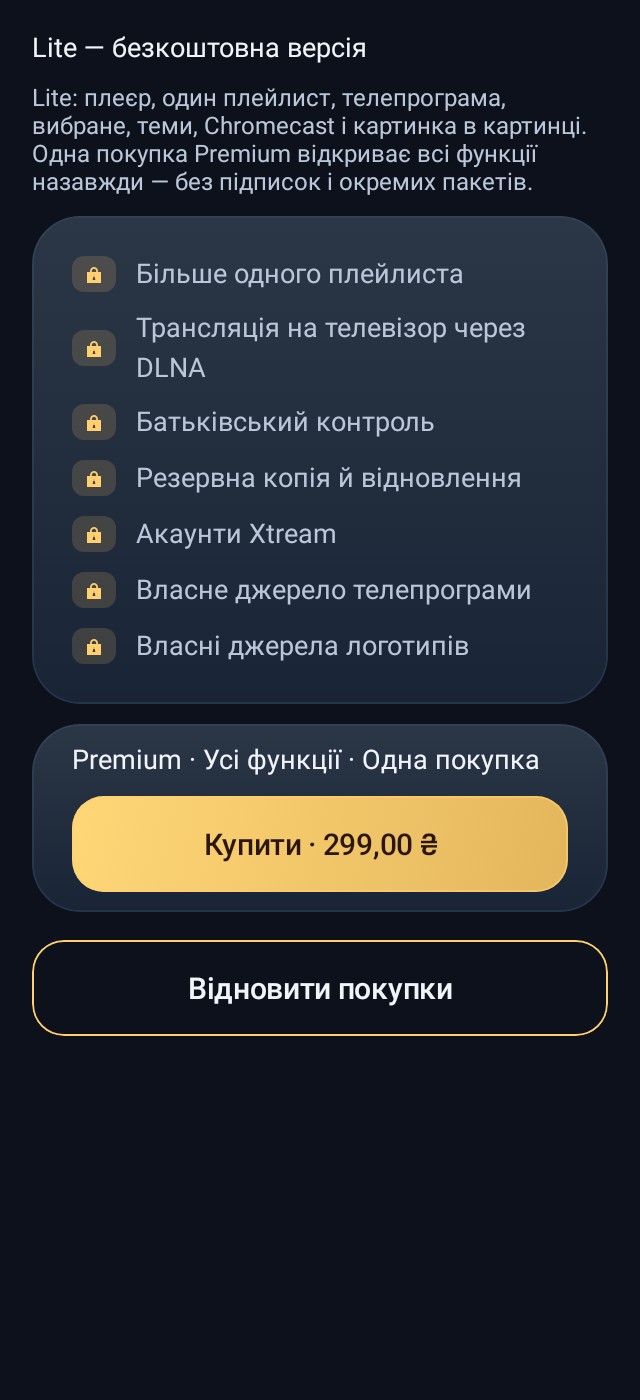 Lite — безкоштовна версія
Lite: плеєр, один плейлист, телепрограма,
вибране, теми, Chromecast і картинка в картинці.
Одна покупка Premium відкриває всі функції
назавжди — без підписок і окремих пакетів.
Більше одного плейлиста
Трансляція на телевізор через
DLNA
Батьківський контроль
Резервна копія й відновлення
Акаунти Xtream
Власне джерело телепрограми
Власні джерела логотипів
Premium · Усі функції · Одна покупка
Купити · 299,00 ₴
Відновити покупки